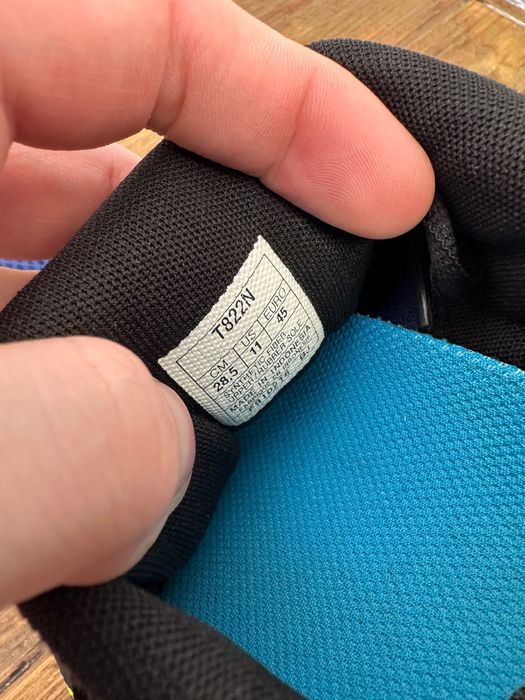 T822N
CM US EURO
28.5 11 45
SYNTHETIC FIBER
UPPER RUBBER SOLE
MADE IN INDONESIA